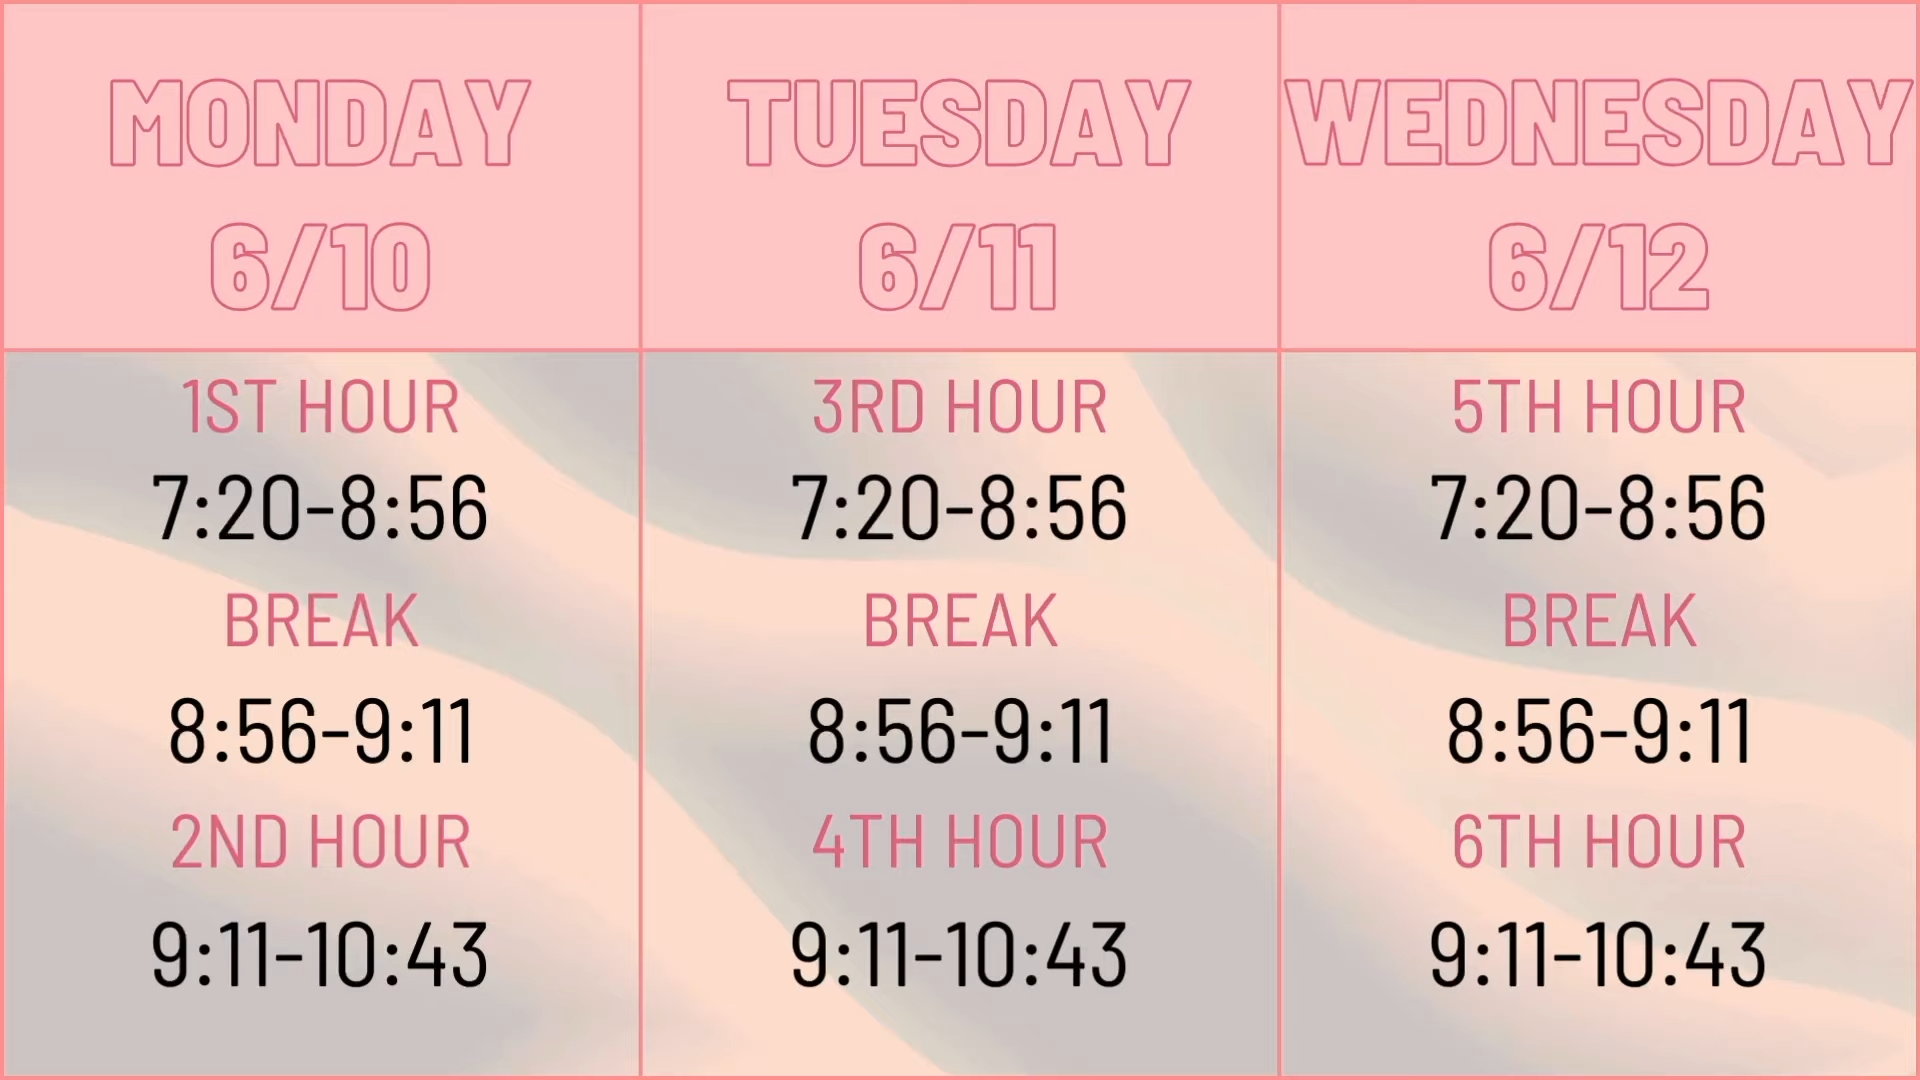 MONDAY
6/10
1ST HOUR
7:20-8:56
BREAK
8:56-9:11
2ND HOUR
9:11-10:43
TUESDAY
6/11
3RD HOUR
7:20-8:56
BREAK
8:56-9:11
4TH HOUR
9:11-10:43
WEDNESDAY
6/12
5TH HOUR
7:20-8:56
BREAK
8:56-9:11
6TH HOUR
9:11-10:43